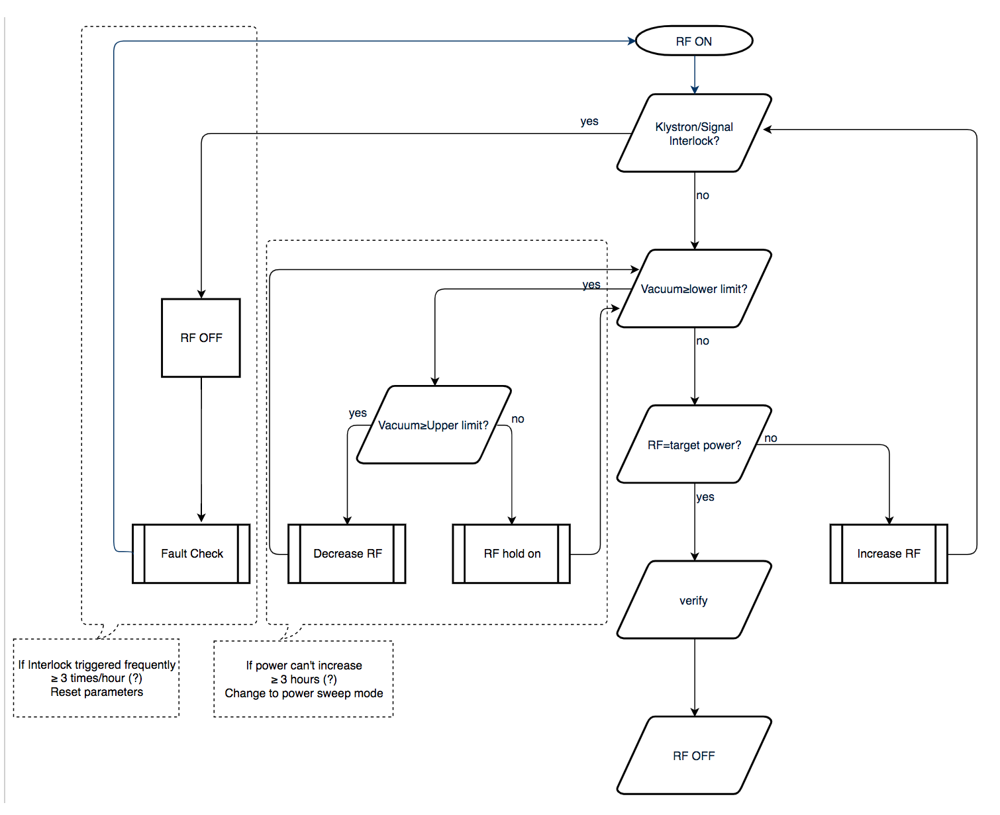 RF ON
yes
Klystron/Signal
Interlock?
no
yes
Vacuum≥lower limit?
RF OFF
no
yes
Vacuum≥Upper limit?
no
RF=target power?
no
yes
Fault Check
Decrease RF
RF hold on
Increase RF
verify
If Interlock triggered frequently
≥ 3 times/hour (?)
Reset parameters
If power can't increase
≥ 3 hours (?)
Change to power sweep mode
RF OFF